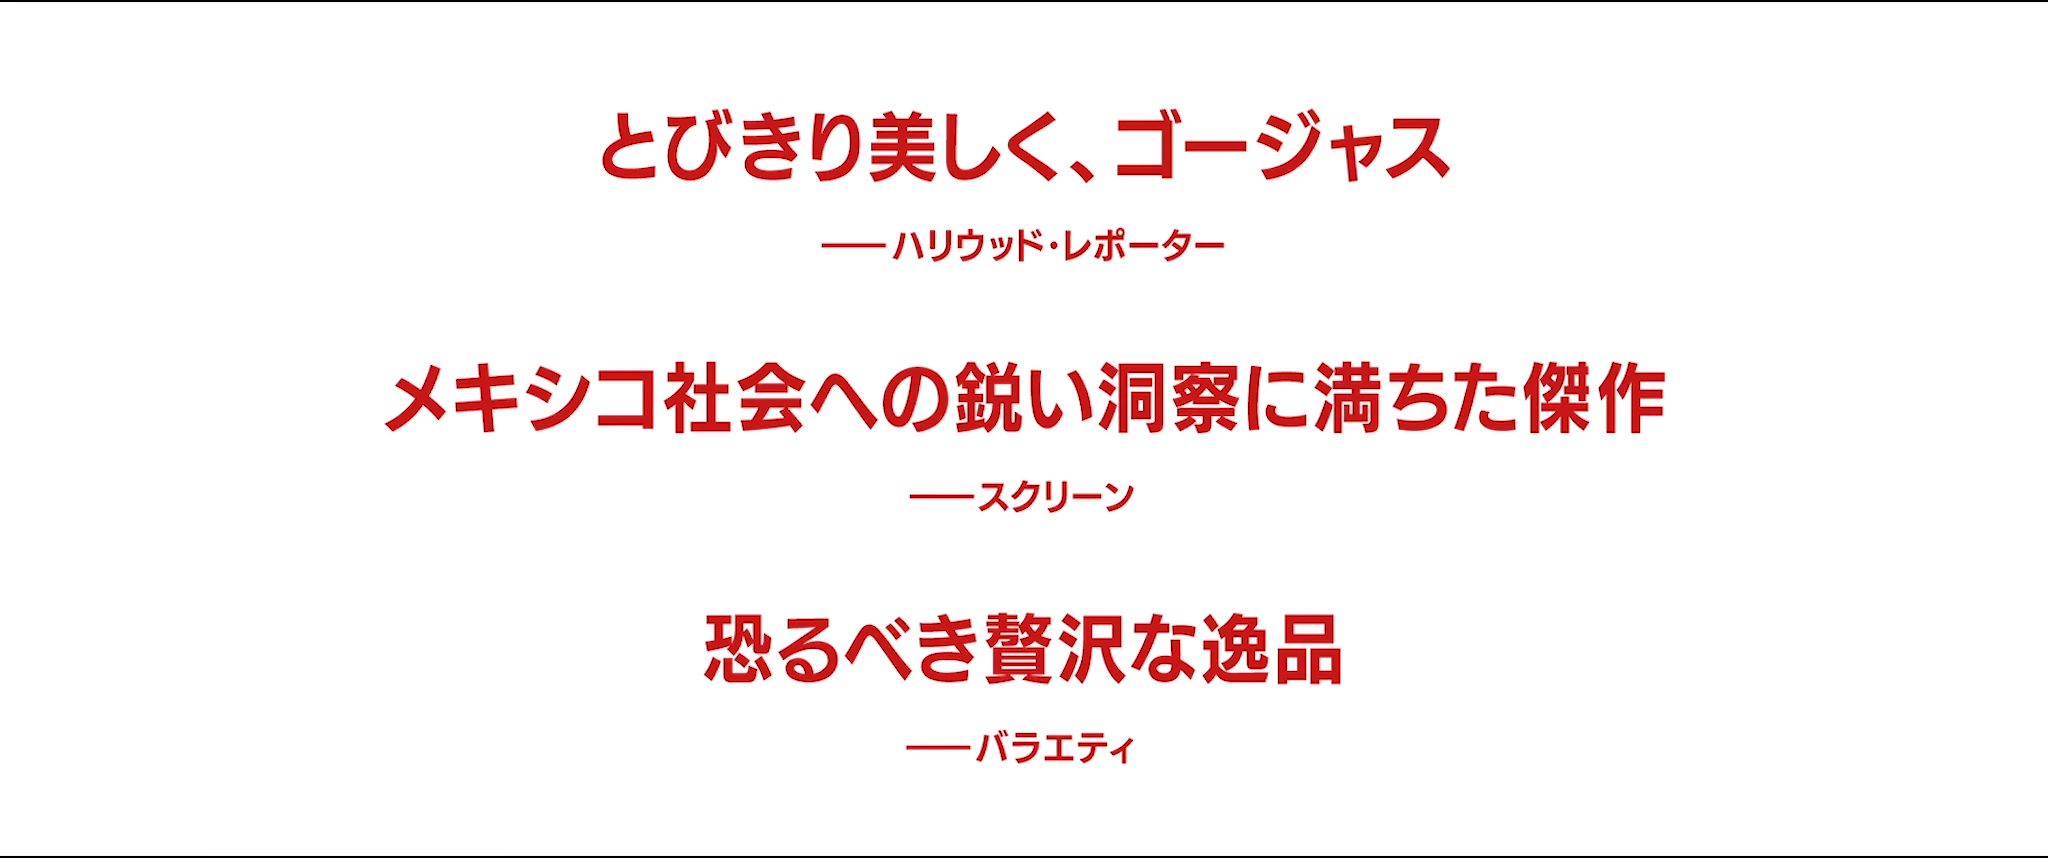 とびきり美しく、ゴージャス
──ハリウッド・レポーター
メキシコ社会への鋭い洞察に満ちた傑作
──スクリーン
恐るべき贅沢な逸品
──バラエティ